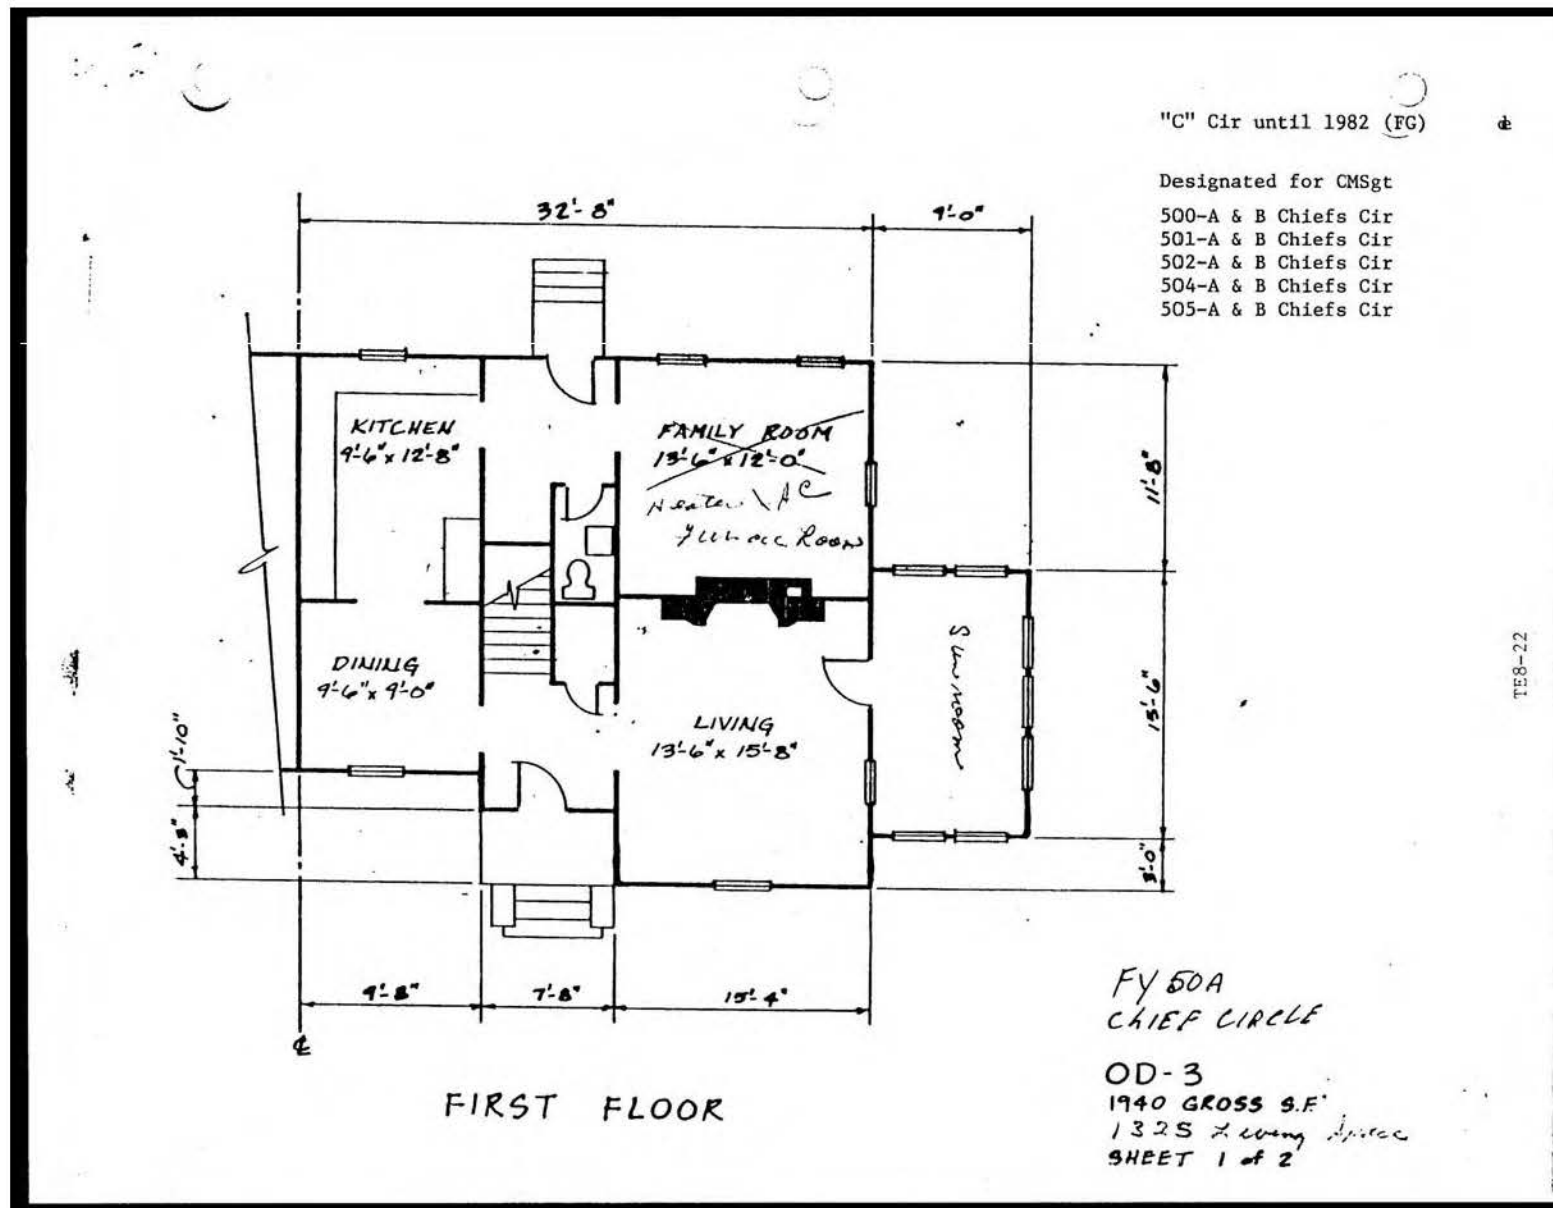 "C" Cir until 1982 (FG)
Designated for CMSgt
500-A & B Chiefs Cir
501-A & B Chiefs Cir
502-A & B Chiefs Cir
504-A & B Chiefs Cir
505-A & B Chiefs Cir
32'-8"
9'-0"
KITCHEN
9'-6" x 12'-8"
FAMILY ROOM
13'-6" x 12'-0"
Heater \ AC
Furnace Room
11'-8"
DINING
9'-6" x 9'-0"
LIVING
13'-6" x 15'-8"
Sunroom
15'-6"
TE8-22
1'-10"
4'-3"
3'-0"
9'-8"
7'-8"
15'-4"
℄
FIRST FLOOR
FY 50A
CHIEF CIRCLE
OD-3
1940 GROSS S.F.
1325 Living Space
SHEET 1 of 2